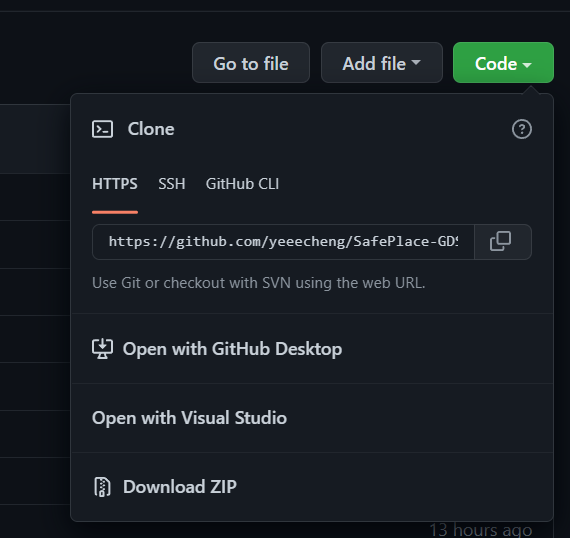 Go to file Add file Code
Clone
HTTPS SSH GitHub CLI
https://github.com/yeeecheng/SafePlace-GDS
Use Git or checkout with SVN using the web URL.
Open with GitHub Desktop
Open with Visual Studio
Download ZIP
13 hours ago